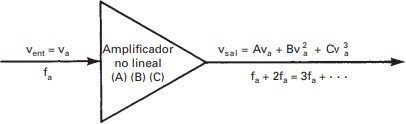 v_ent = v_a
f_a
Amplificador
no lineal
(A) (B) (C)
v_sal = Av_a + Bv_a^2 + Cv_a^3
f_a + 2f_a = 3f_a + · · ·